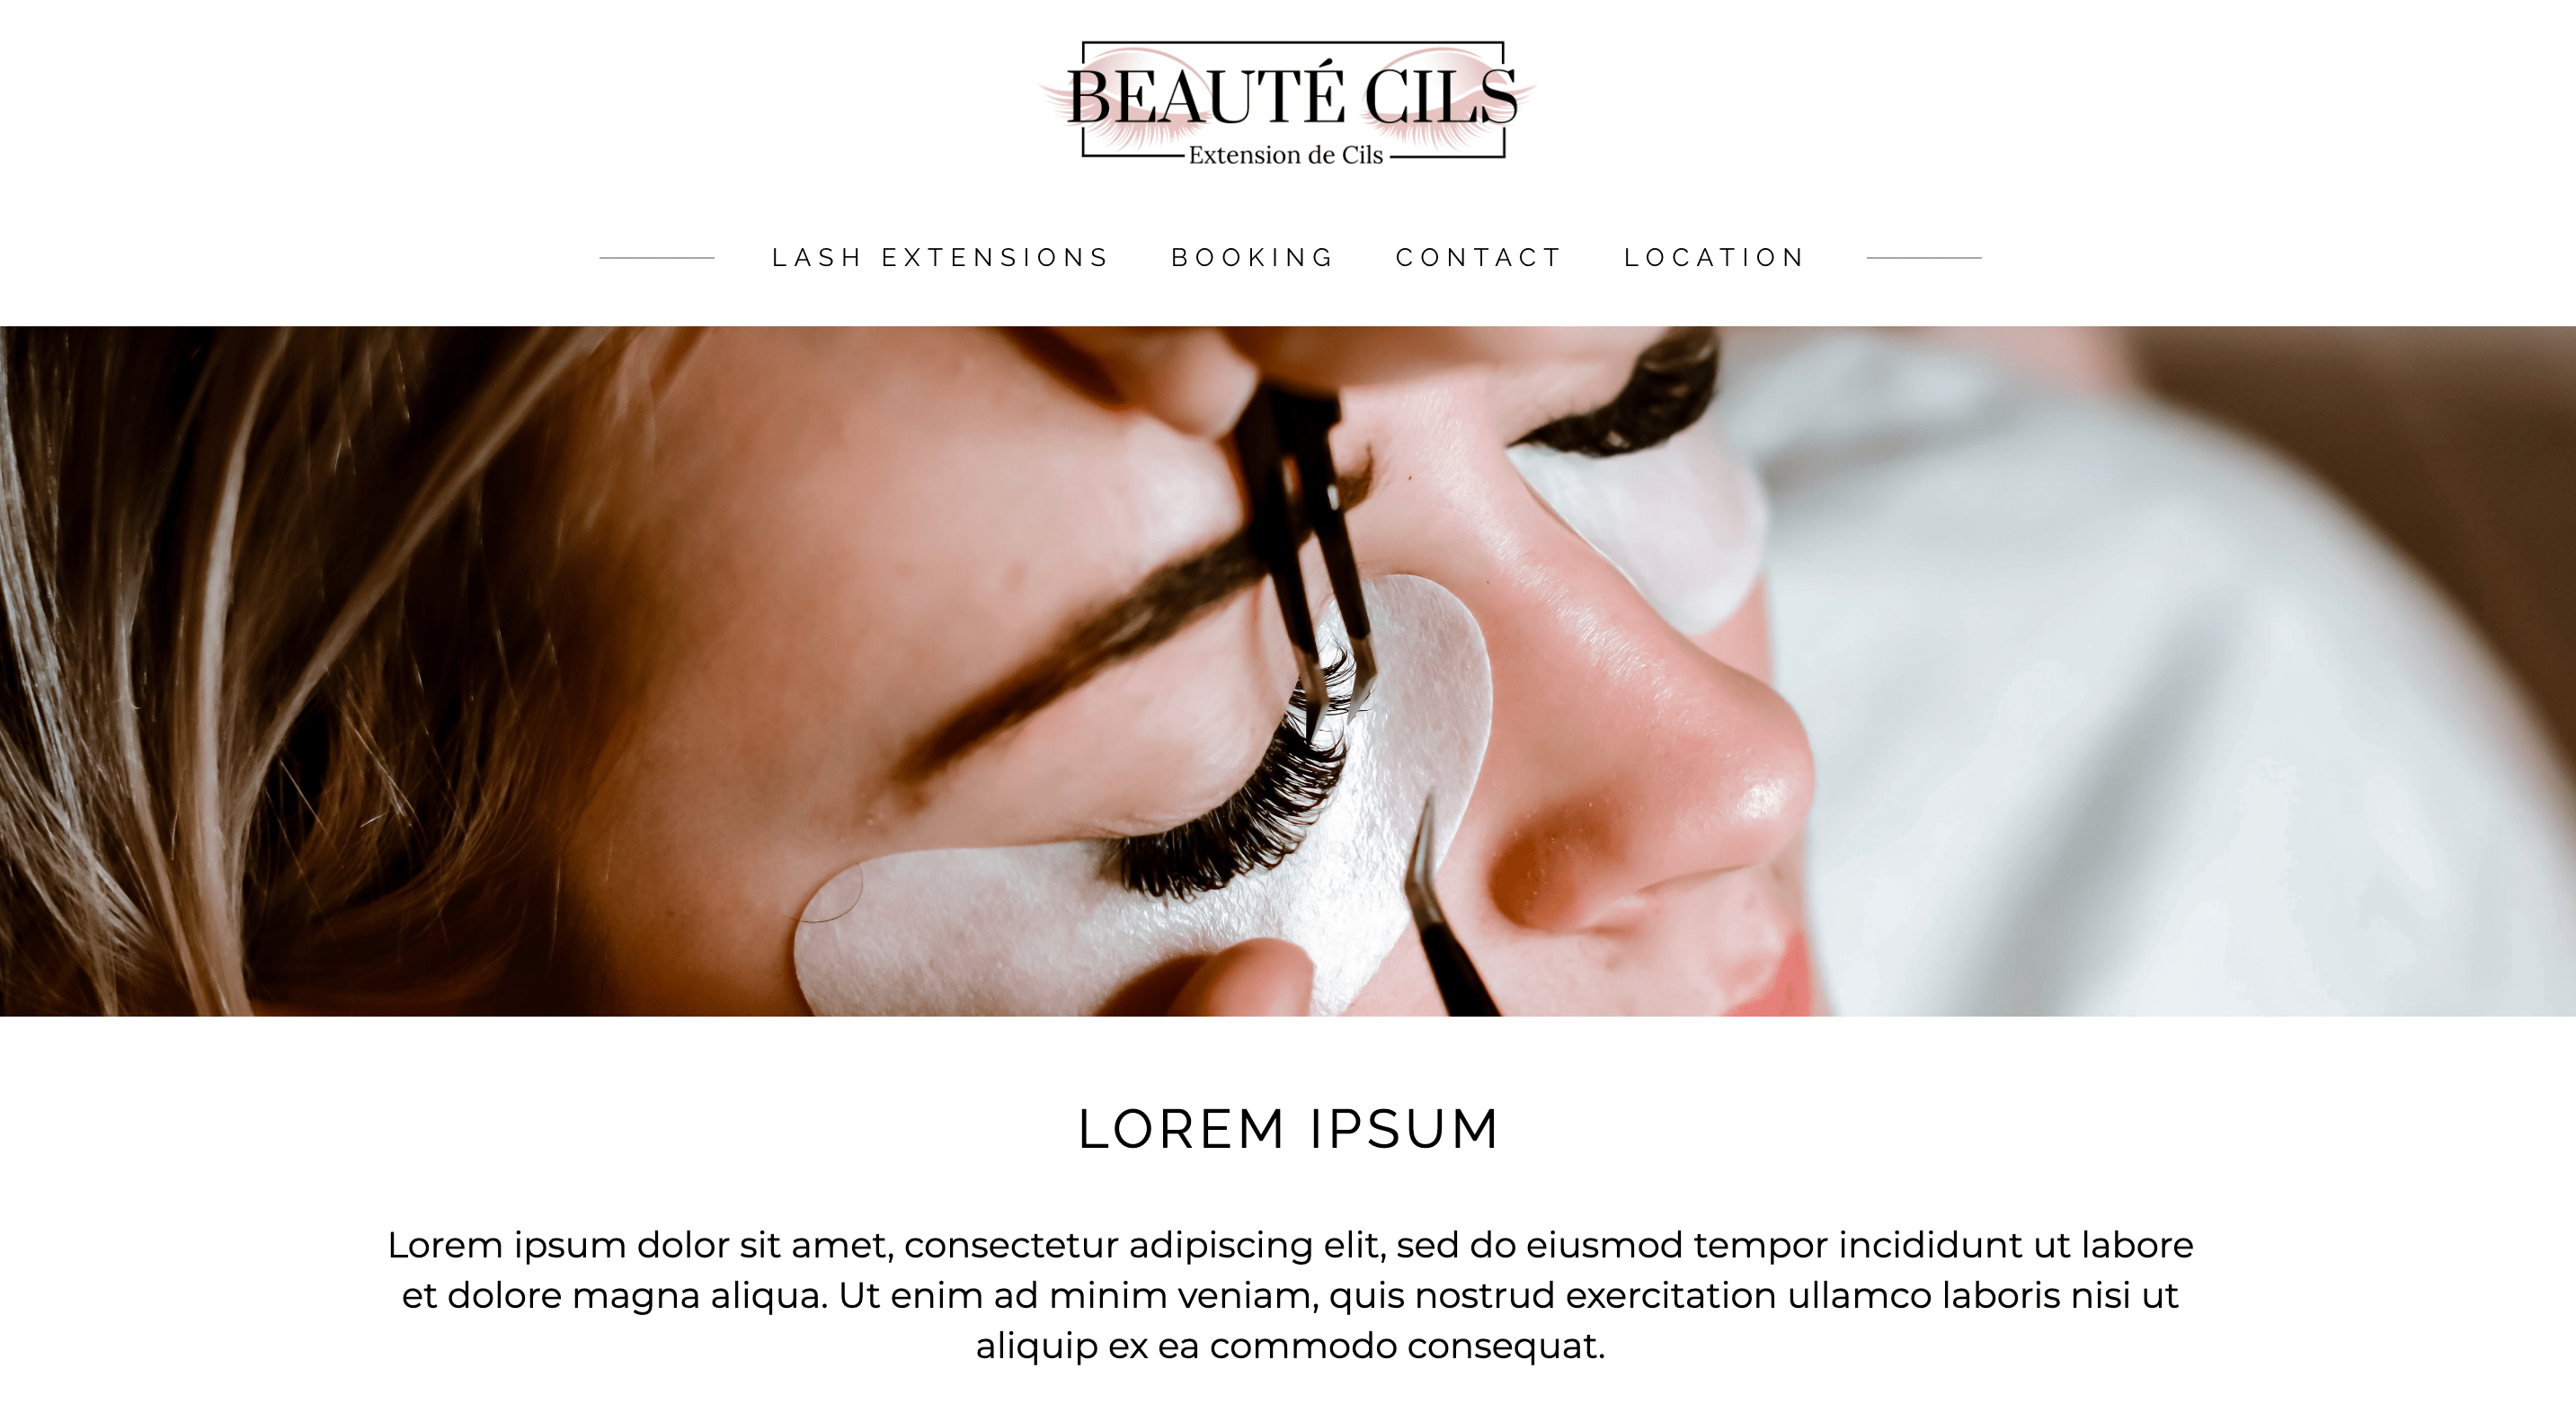 BEAUTÉ CILS
Extension de Cils
LASH EXTENSIONS BOOKING CONTACT LOCATION
LOREM IPSUM
Lorem ipsum dolor sit amet, consectetur adipiscing elit, sed do eiusmod tempor incididunt ut labore
et dolore magna aliqua. Ut enim ad minim veniam, quis nostrud exercitation ullamco laboris nisi ut
aliquip ex ea commodo consequat.